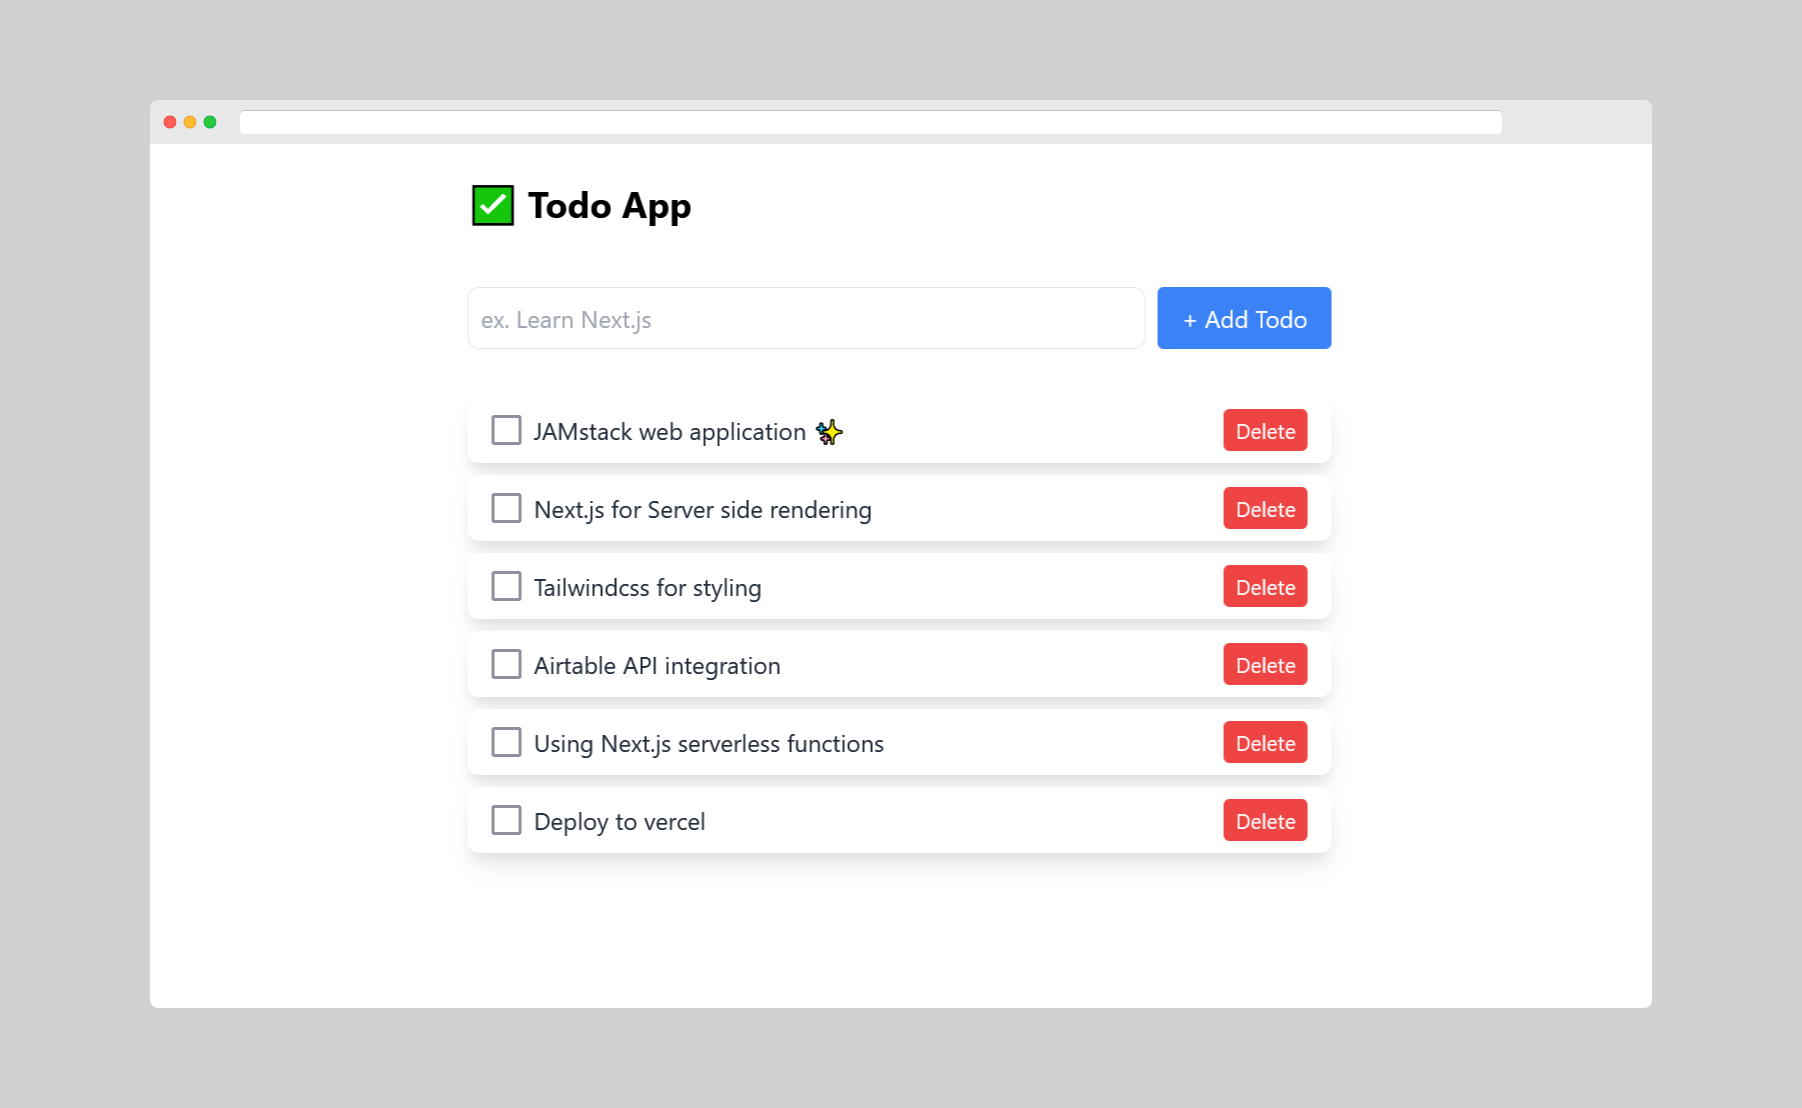 ✅ Todo App
ex. Learn Next.js
+ Add Todo
JAMstack web application ✨
Delete
Next.js for Server side rendering
Delete
Tailwindcss for styling
Delete
Airtable API integration
Delete
Using Next.js serverless functions
Delete
Deploy to vercel
Delete